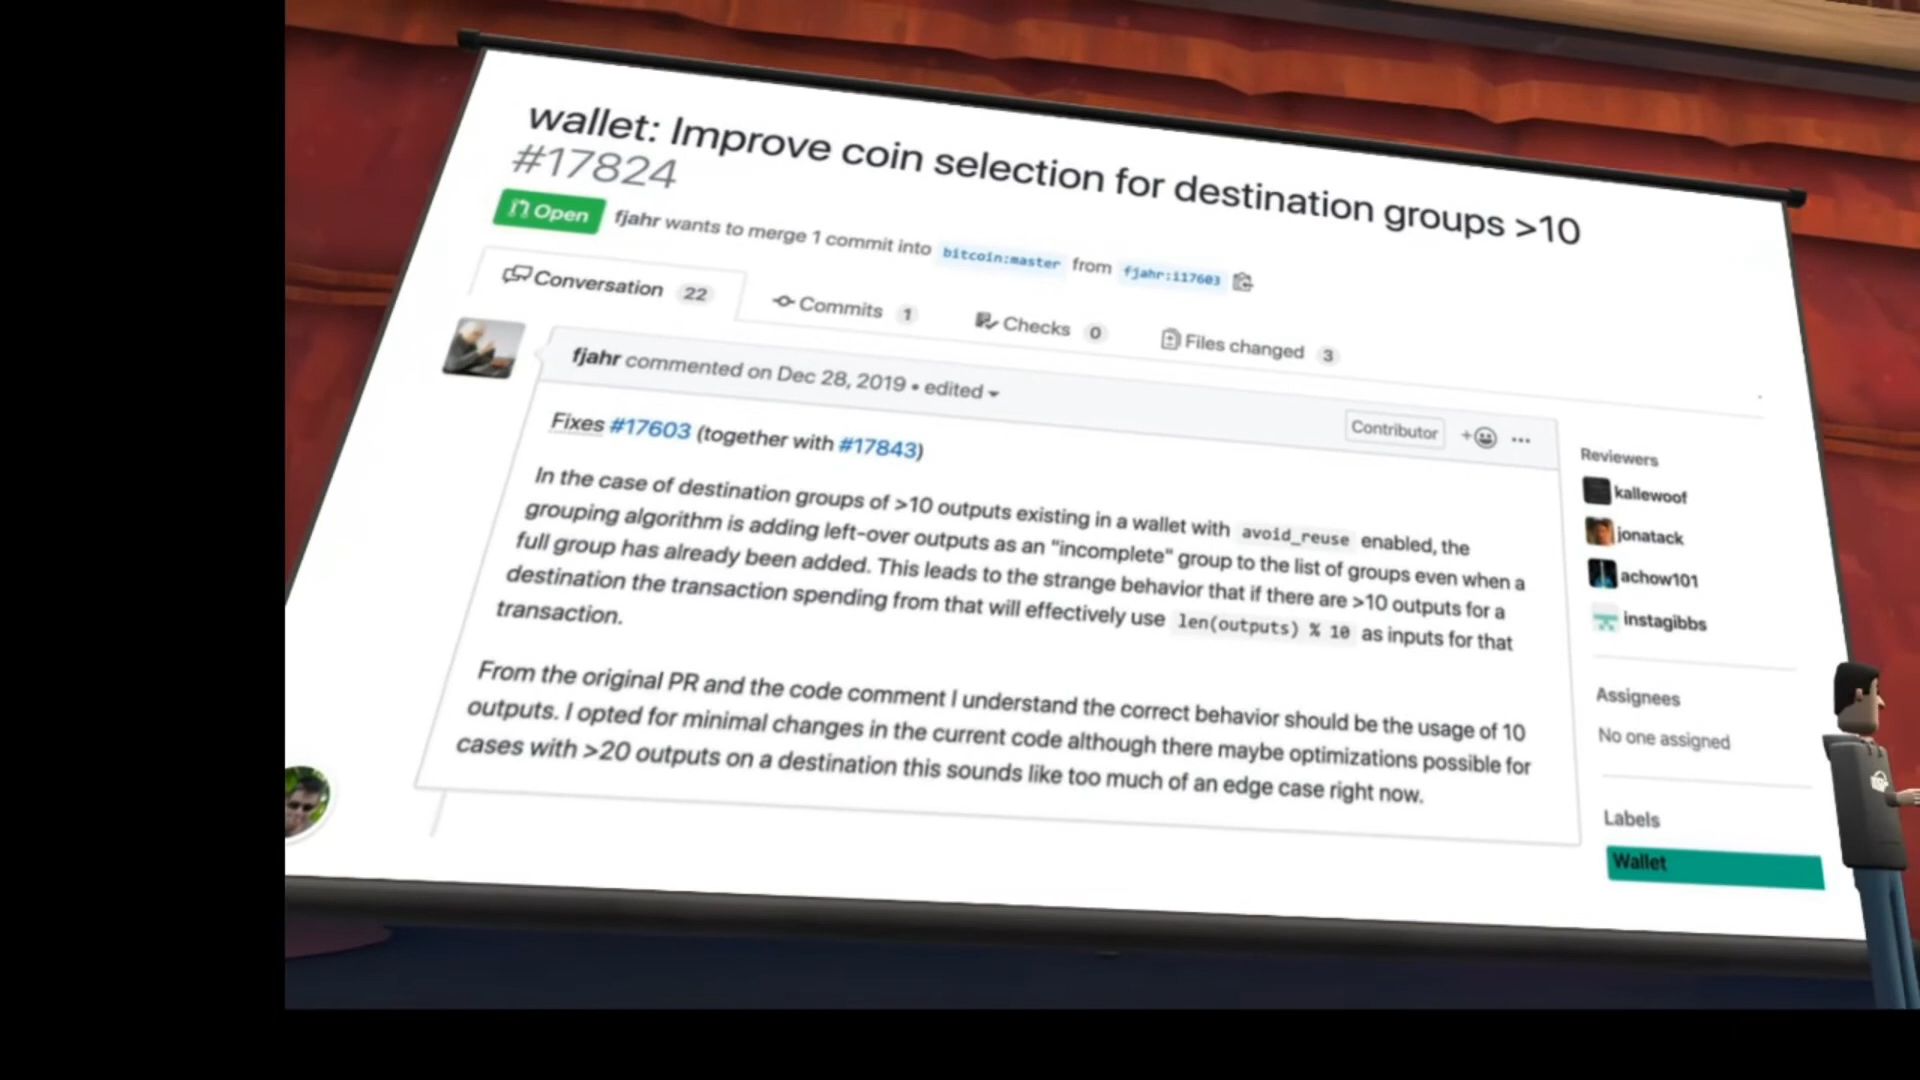 wallet: Improve coin selection for destination groups >10
#17824
Open fjahr wants to merge 1 commit into bitcoin:master from fjahr:i17603
Conversation 22 Commits 1 Checks 0 Files changed 3
fjahr commented on Dec 28, 2019 • edited
Contributor
Fixes #17603 (together with #17843)
In the case of destination groups of >10 outputs existing in a wallet with avoid_reuse enabled, the
grouping algorithm is adding left-over outputs as an "incomplete" group to the list of groups even when a
full group has already been added. This leads to the strange behavior that if there are >10 outputs for a
destination the transaction spending from that will effectively use len(outputs) % 10 as inputs for that
transaction.
From the original PR and the code comment I understand the correct behavior should be the usage of 10
outputs. I opted for minimal changes in the current code although there maybe optimizations possible for
cases with >20 outputs on a destination this sounds like too much of an edge case right now.
Reviewers
kallewoof
jonatack
achow101
instagibbs
Assignees
No one assigned
Labels
Wallet